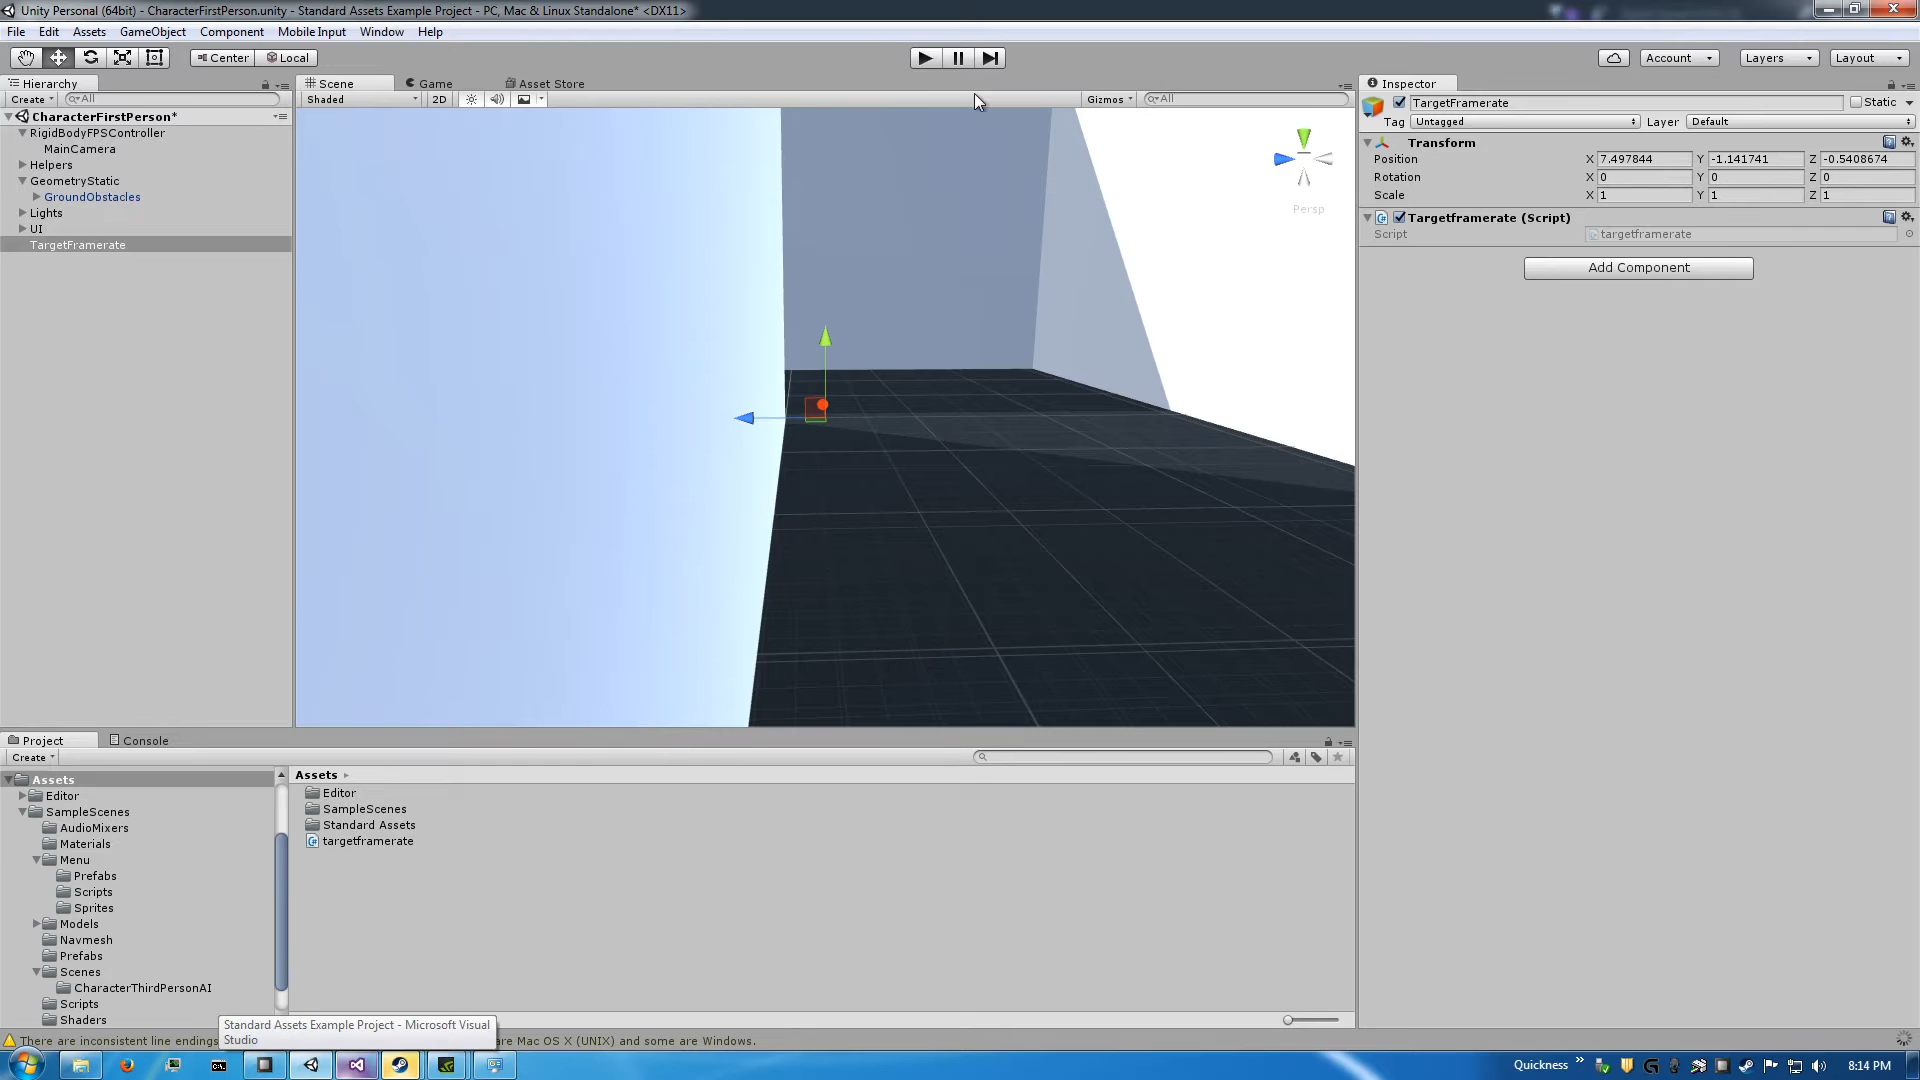 Unity Personal (64bit) - CharacterFirstPerson.unity - Standard Assets Example Project - PC, Mac & Linux Standalone* <DX11>
File Edit Assets GameObject Component Mobile Input Window Help
Center Local Account Layers Layout
Hierarchy
Create All
CharacterFirstPerson*
RigidBodyFPSController
MainCamera
Helpers
GeometryStatic
GroundObstacles
Lights
UI
TargetFramerate
Scene Game Asset Store
Shaded 2D Gizmos All
Persp
Inspector
TargetFramerate Static
Tag Untagged Layer Default
Transform
Position X 7.497844 Y -1.141741 Z -0.5408674
Rotation X 0 Y 0 Z 0
Scale X 1 Y 1 Z 1
Targetframerate (Script)
Script targetframerate
Add Component
Project Console
Create
Assets
Editor
SampleScenes
AudioMixers
Materials
Menu
Prefabs
Scripts
Sprites
Models
Navmesh
Prefabs
Scenes
CharacterThirdPersonAI
Scripts
Shaders
Assets
Editor
SampleScenes
Standard Assets
targetframerate
Standard Assets Example Project - Microsoft Visual
Studio
There are inconsistent line endings are Mac OS X (UNIX) and some are Windows.
Quickness 8:14 PM